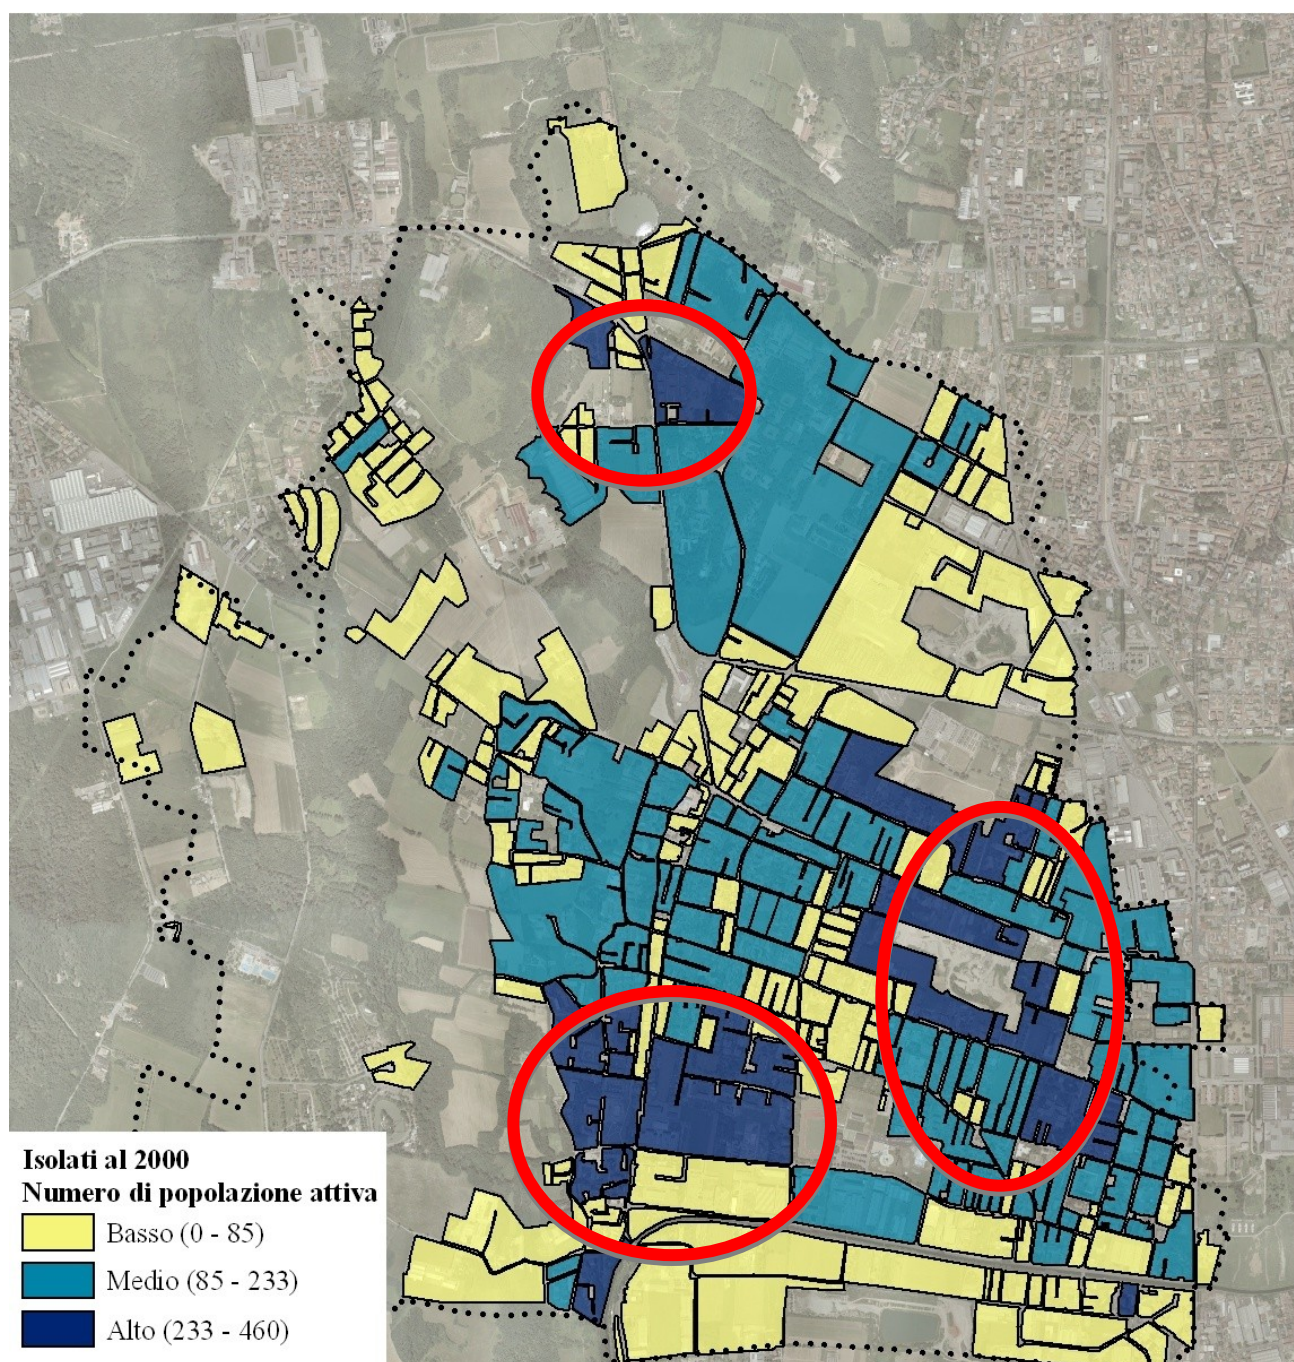 Isolati al 2000
Numero di popolazione attiva
Basso (0 - 85)
Medio (85 - 233)
Alto (233 - 460)